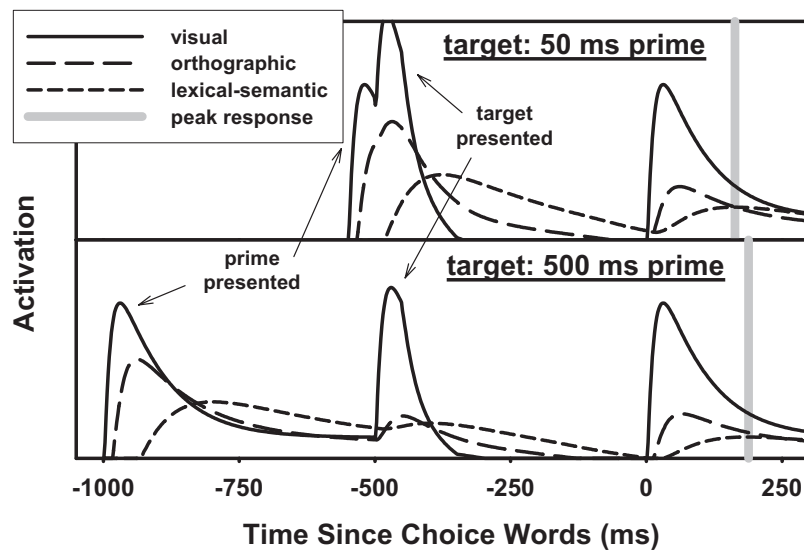 visual
orthographic
lexical-semantic
peak response
target: 50 ms prime
target
presented
prime
presented
target: 500 ms prime
Activation
-1000 -750 -500 -250 0 250
Time Since Choice Words (ms)